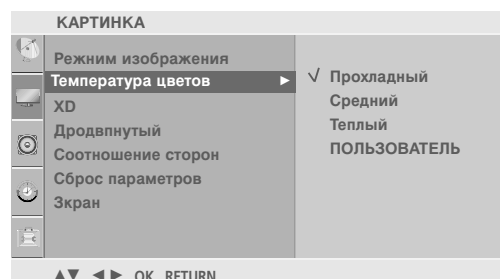 КАРТИНКА
Режим изображения
Температура цветов ►
XD
Дродвпнутый
Соотношение сторон
Сброс параметров
Зкран
√ Прохладный
Средний
Теплый
ПОЛЬЗОВАТЕЛЬ
▲▼ ◄► OK RETURN